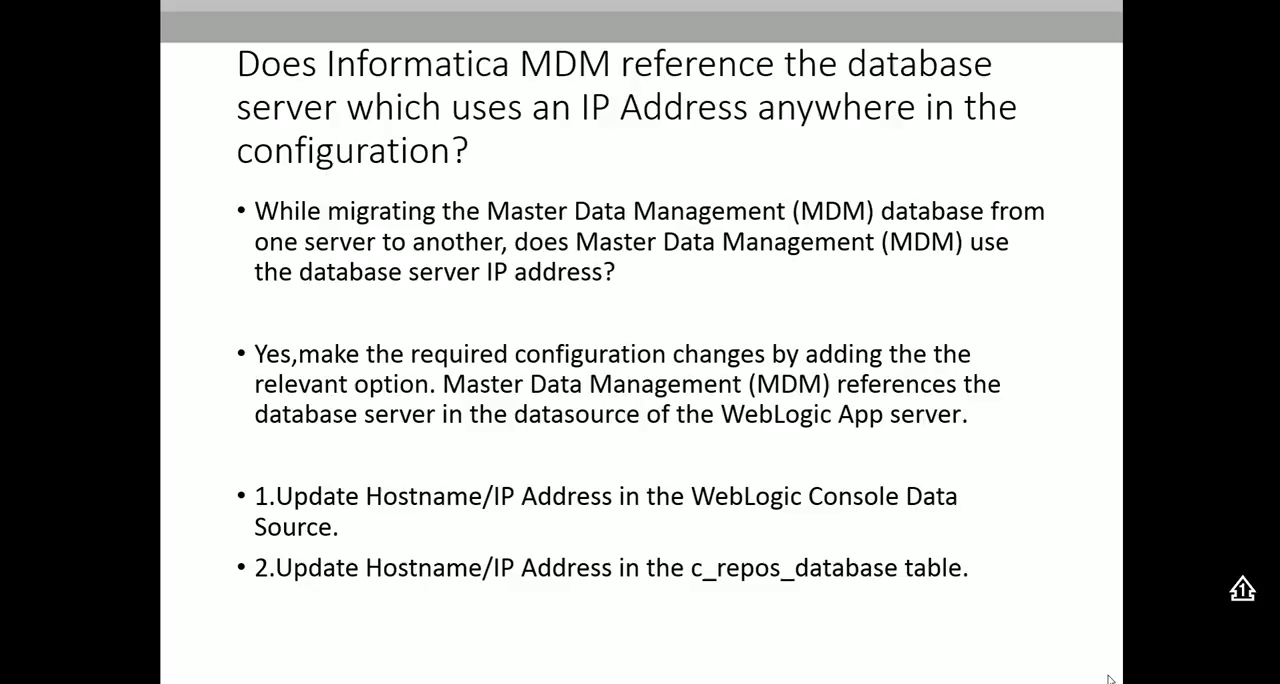 Does Informatica MDM reference the database
server which uses an IP Address anywhere in the
configuration?
• While migrating the Master Data Management (MDM) database from
one server to another, does Master Data Management (MDM) use
the database server IP address?
• Yes,make the required configuration changes by adding the the
relevant option. Master Data Management (MDM) references the
database server in the datasource of the WebLogic App server.
• 1.Update Hostname/IP Address in the WebLogic Console Data
Source.
• 2.Update Hostname/IP Address in the c_repos_database table.
1